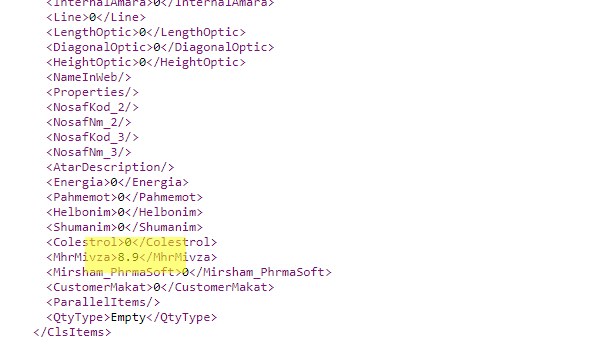 <InternalAmara>0</InternalAmara>
<Line>0</Line>
<LengthOptic>0</LengthOptic>
<DiagonalOptic>0</DiagonalOptic>
<HeightOptic>0</HeightOptic>
<NameInWeb/>
<Properties/>
<NosafKod_2/>
<NosafNm_2/>
<NosafKod_3/>
<NosafNm_3/>
<AtarDescription/>
<Energia>0</Energia>
<Pahmemot>0</Pahmemot>
<Helbonim>0</Helbonim>
<Shumanim>0</Shumanim>
<Colestrol>0</Colestrol>
<MhrMivza>8.9</MhrMivza>
<Mirsham_PhrmaSoft>0</Mirsham_PhrmaSoft>
<CustomerMakat>0</CustomerMakat>
<ParallelItems/>
<QtyType>Empty</QtyType>
</ClsItems>